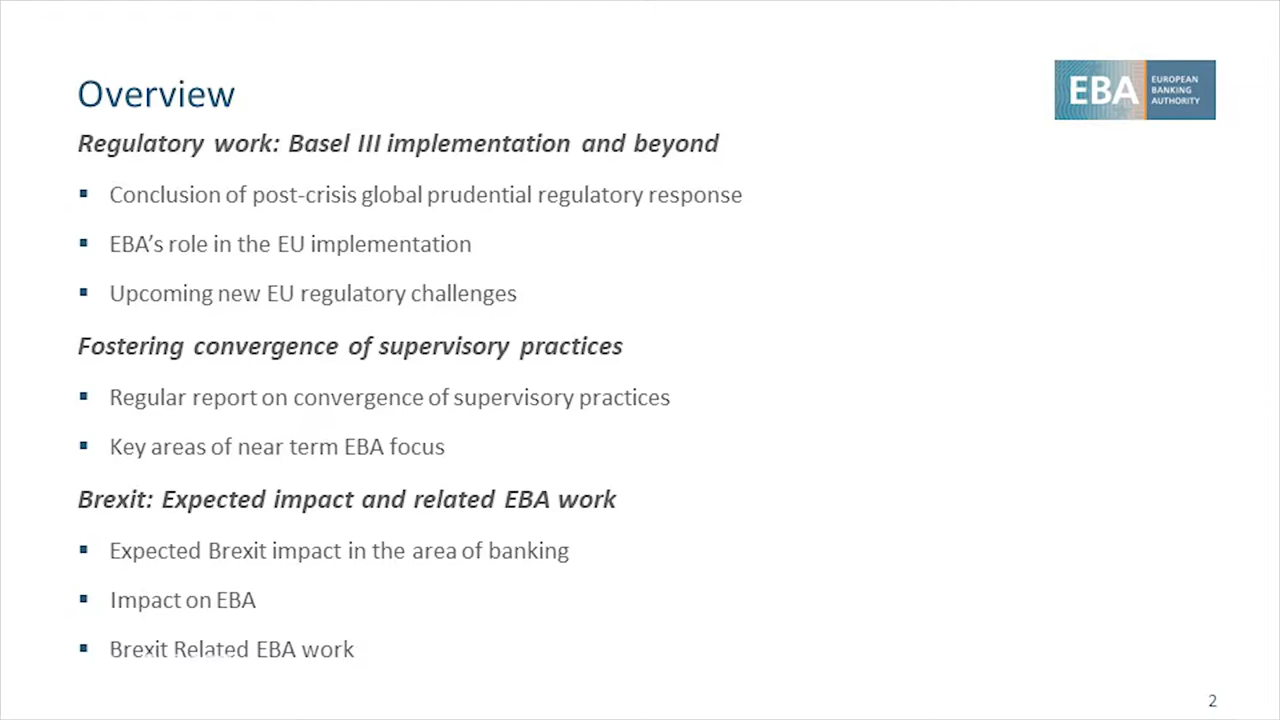 Overview
EBA
EUROPEAN
BANKING
AUTHORITY
Regulatory work: Basel III implementation and beyond
▪ Conclusion of post-crisis global prudential regulatory response
▪ EBA’s role in the EU implementation
▪ Upcoming new EU regulatory challenges
Fostering convergence of supervisory practices
▪ Regular report on convergence of supervisory practices
▪ Key areas of near term EBA focus
Brexit: Expected impact and related EBA work
▪ Expected Brexit impact in the area of banking
▪ Impact on EBA
▪ Brexit Related EBA work
2